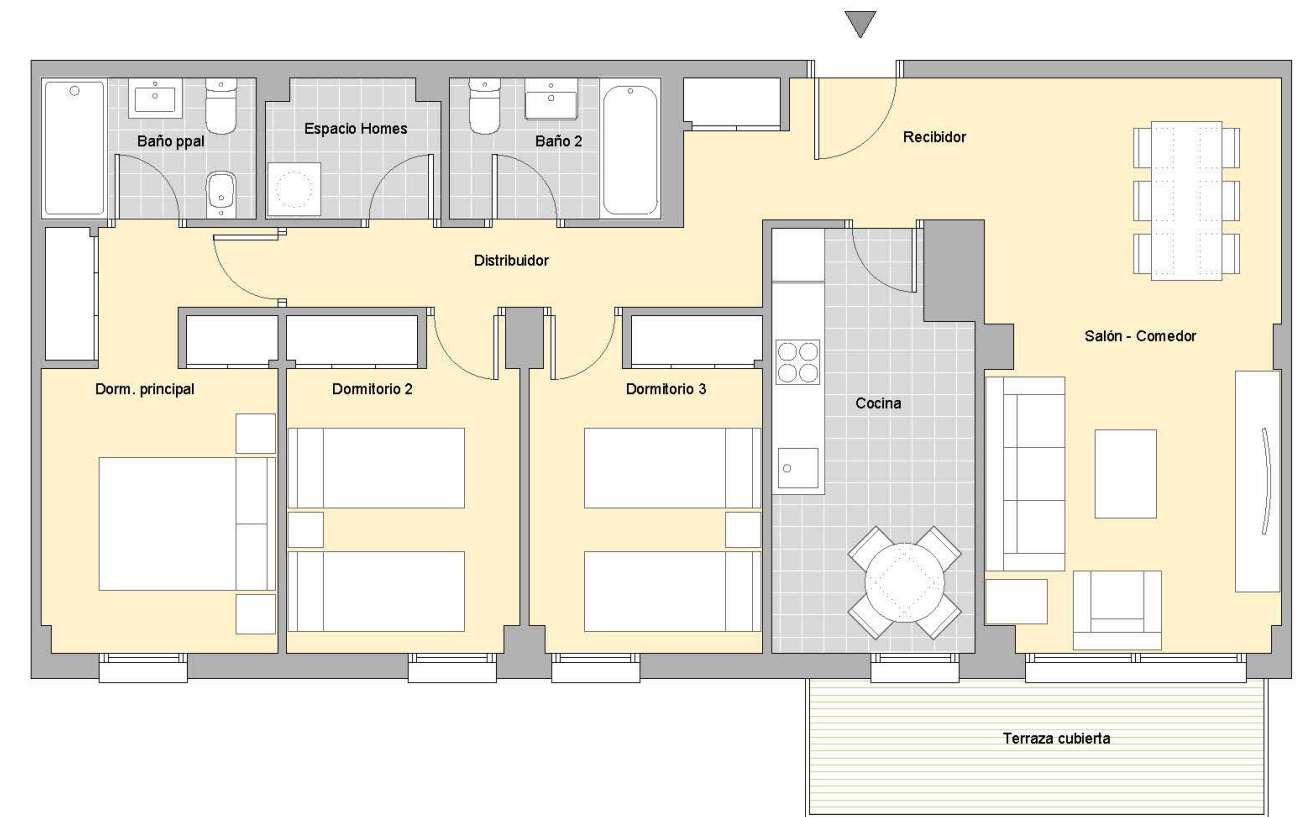 Baño ppal
Espacio Homes
Baño 2
Recibidor
Distribuidor
Salón - Comedor
Dorm. principal
Dormitorio 2
Dormitorio 3
Cocina
Terraza cubierta